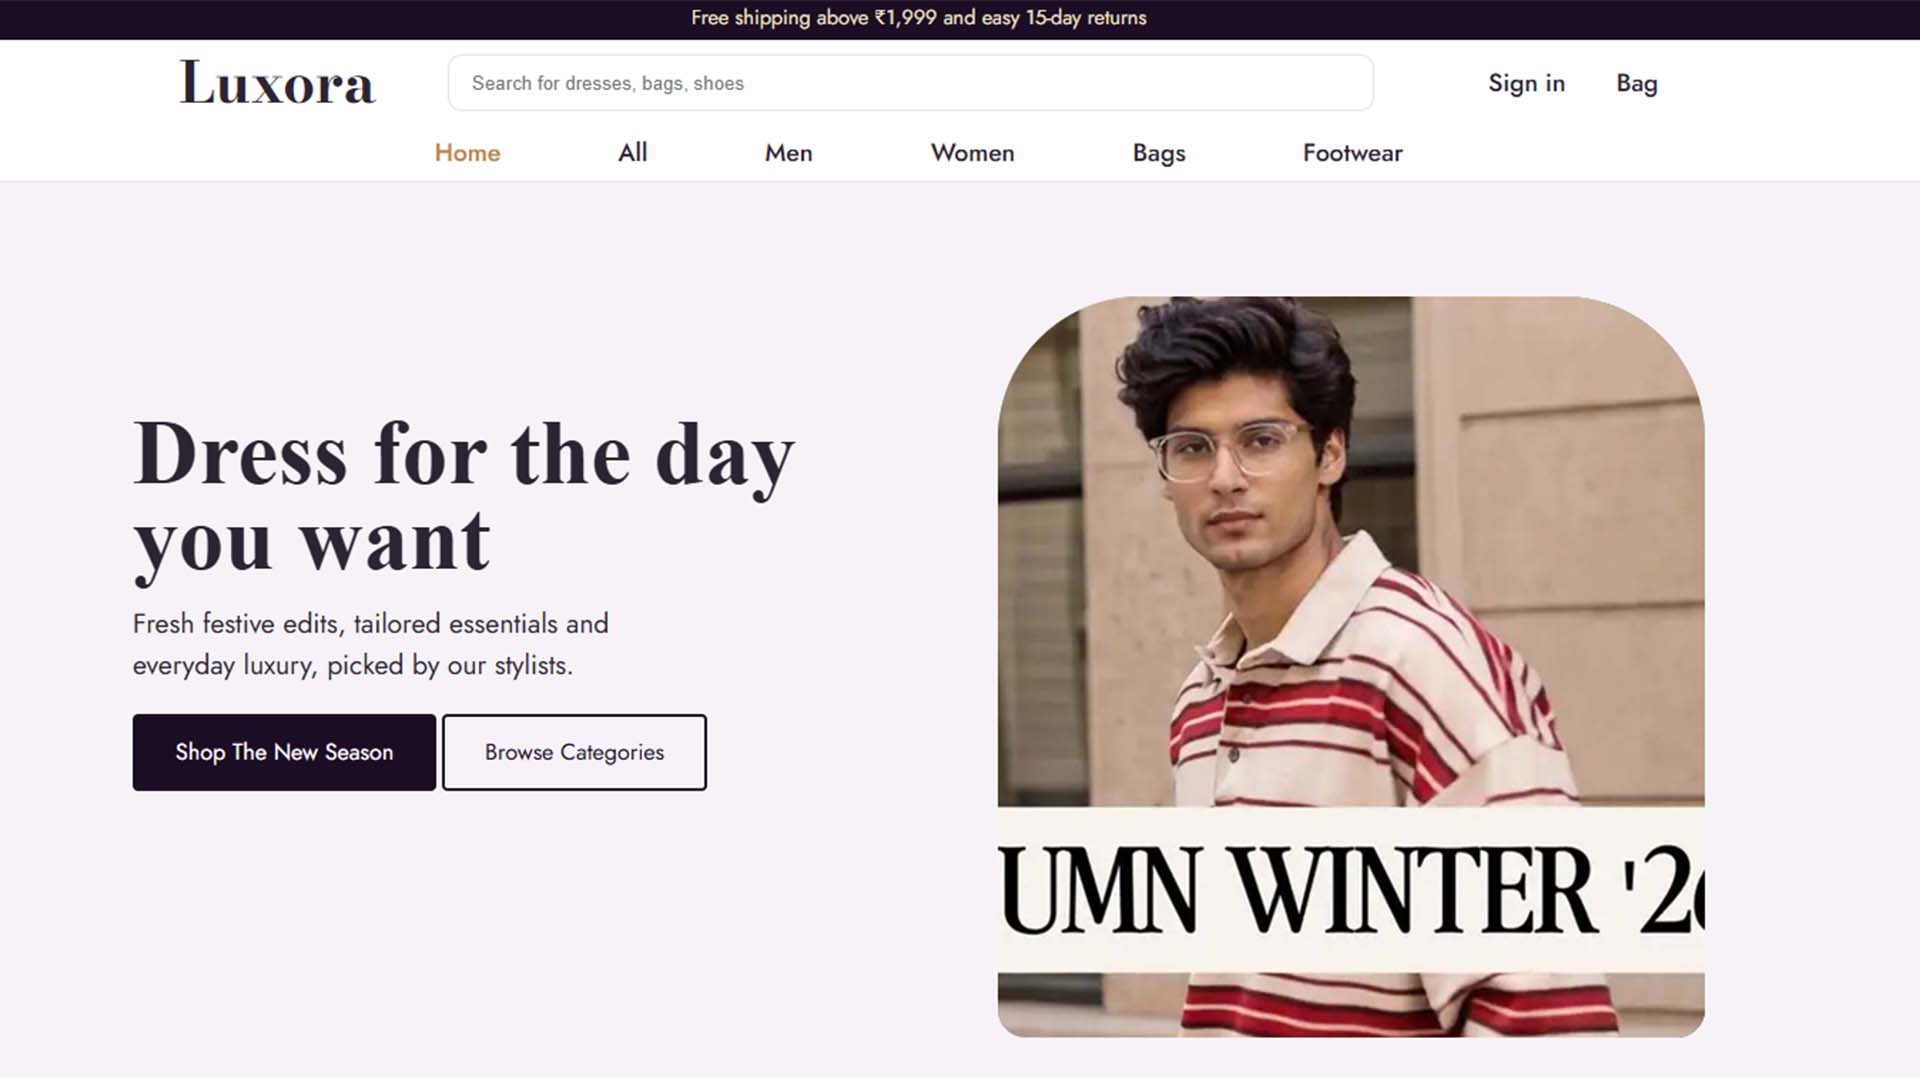 Free shipping above ₹1,999 and easy 15-day returns
Luxora
Search for dresses, bags, shoes
Sign in
Bag
Home
All
Men
Women
Bags
Footwear
Dress for the day
you want
Fresh festive edits, tailored essentials and
everyday luxury, picked by our stylists.
Shop The New Season
Browse Categories
UMN WINTER '26